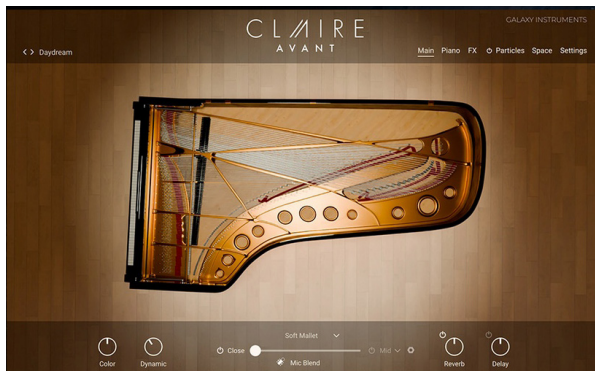 CLAIRE
AVANT
GALAXY INSTRUMENTS
Daydream
Main Piano FX Particles Space Settings
Soft Mallet
Close Mid
Mic Blend
Color Dynamic Reverb Delay